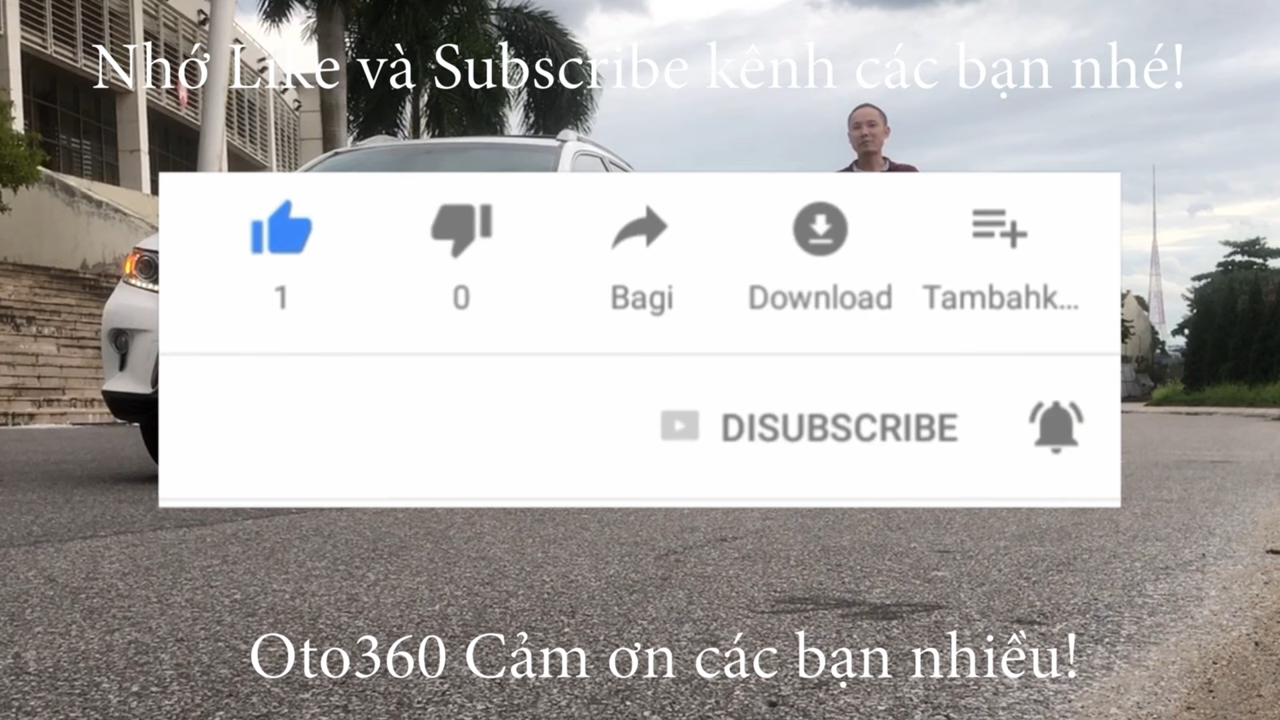 Nhớ Like và Subscribe kênh các bạn nhé!
1 0 Bagi Download Tambahk...
DISUBSCRIBE
Oto360 Cảm ơn các bạn nhiều!